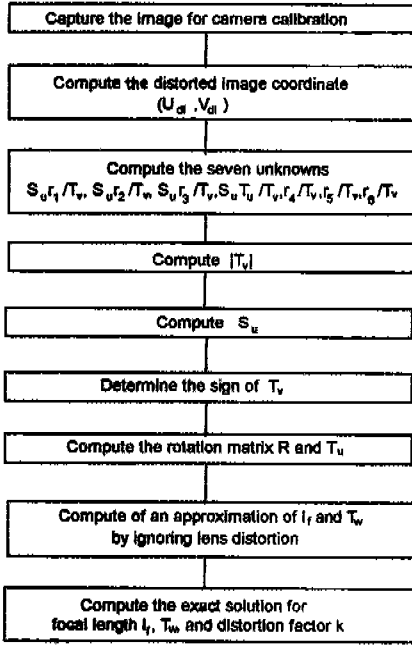 Capture the image for camera calibration
Compute the distorted image coordinate
(U_di ,V_di )
Compute the seven unknowns
S_u r_1 /T_v, S_u r_2 /T_v, S_u r_3 /T_v, S_u T_u /T_v, r_4 /T_v, r_5 /T_v, r_6 /T_v
Compute |T_v|
Compute S_u
Determine the sign of T_v
Compute the rotation matrix R and T_u
Compute of an approximation of l_f and T_w
by ignoring lens distortion
Compute the exact solution for
focal length l_f, T_w, and distortion factor k